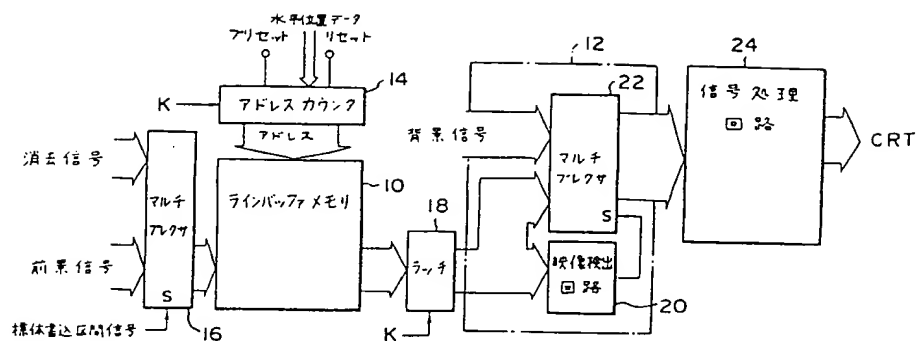 水平位置データ
プリセット
リセット
14
K
アドレスカウンタ
アドレス
消去信号
前景信号
マルチ
プレクサ
S
標体書込区間信号
16
10
ラインバッファメモリ
18
ラッチ
K
12
22
背景信号
マルチ
プレクサ
S
映像検出
回路
20
24
信号処理
回路
CRT